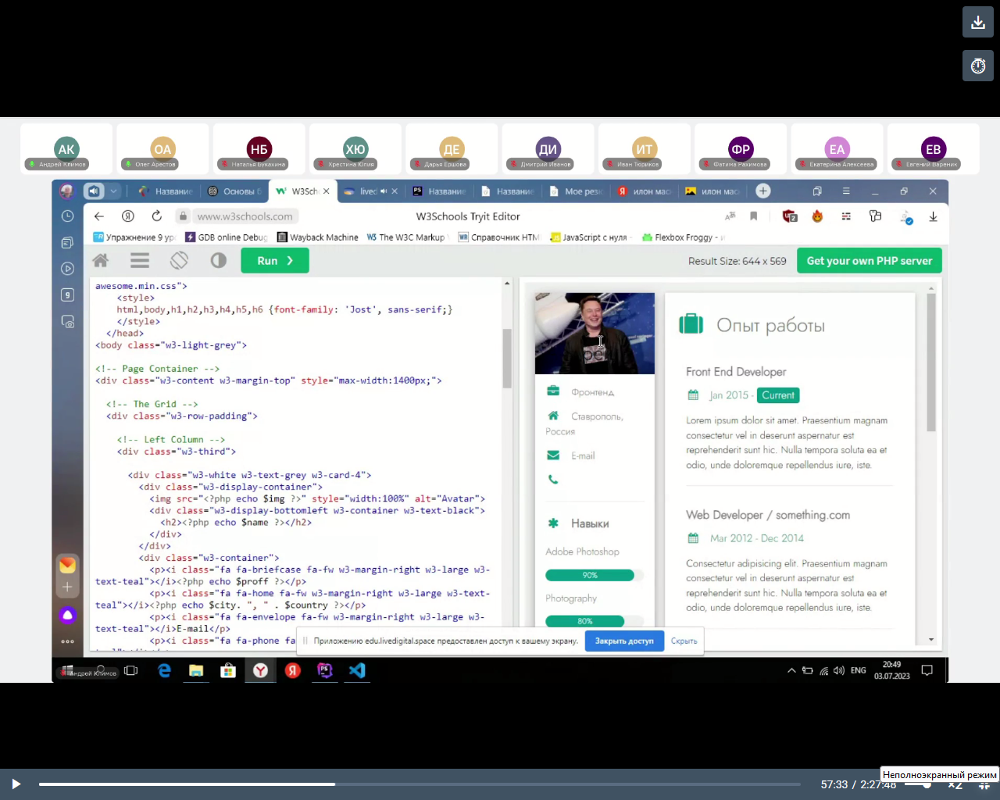 АК
ОА
НБ
ХЮ
ДЕ
ДИ
ИТ
ФР
ЕА
ЕВ
Андрей Климов
Олег Арестов
Наталья Букахина
Христина Юлия
Дарья Ершова
Дмитрий Иванов
Иван Тюриков
Фатима Рахимова
Екатерина Алексеева
Евгений Вареник
Название
Основы б
W3Sch
lived
Название
Название
Мое рез
илон мас
илон мас
www.w3schools.com
W3Schools Tryit Editor
Упражнение 9 ур
GDB online Debug
Wayback Machine
The W3C Markup
Справочник HTM
JavaScript с нуля -
Flexbox Froggy -
Run ❯
Result Size: 644 x 569
Get your own PHP server
awesome.min.css">
<style>
html,body,h1,h2,h3,h4,h5,h6 {font-family: 'Jost', sans-serif;}
</style>
</head>
<body class="w3-light-grey">
<!-- Page Container -->
<div class="w3-content w3-margin-top" style="max-width:1400px;">
<!-- The Grid -->
<div class="w3-row-padding">
<!-- Left Column -->
<div class="w3-third">
<div class="w3-white w3-text-grey w3-card-4">
<div class="w3-display-container">
<img src="<?php echo $img ?>" style="width:100%" alt="Avatar">
<div class="w3-display-bottomleft w3-container w3-text-black">
<h2><?php echo $name ?></h2>
</div>
</div>
<div class="w3-container">
<p><i class="fa fa-briefcase fa-fw w3-margin-right w3-large w3-
text-teal"></i><?php echo $proff ?></p>
<p><i class="fa fa-home fa-fw w3-margin-right w3-large w3-text-
teal"></i><?php echo $city. ", " . $country ?></p>
<p><i class="fa fa-envelope fa-fw w3-margin-right w3-large w3-
text-teal"></i>E-mail</p>
<p><i class="fa fa-phone fa
Фронтенд
Ставрополь,
Россия
E-mail
Навыки
Adobe Photoshop
90%
Photography
80%
Опыт работы
Front End Developer
Jan 2015 - Current
Lorem ipsum dolor sit amet. Praesentium magnam
consectetur vel in deserunt aspernatur est
reprehenderit sunt hic. Nulla tempora soluta ea et
odio, unde doloremque repellendus iure, iste.
Web Developer / something.com
Mar 2012 - Dec 2014
Consectetur adipisicing elit. Praesentium magnam
consectetur vel in deserunt aspernatur est
reprehenderit sunt hic. Nulla tempora soluta ea et
odio, unde doloremque repellendus iure, iste.
Приложению edu.livedigital.space предоставлен доступ к вашему экрану.
Закрыть доступ
Скрыть
Андрей Климов
ENG
20:49
03.07.2023
Неполноэкранный режим
57:33 / 2:27:48
×2